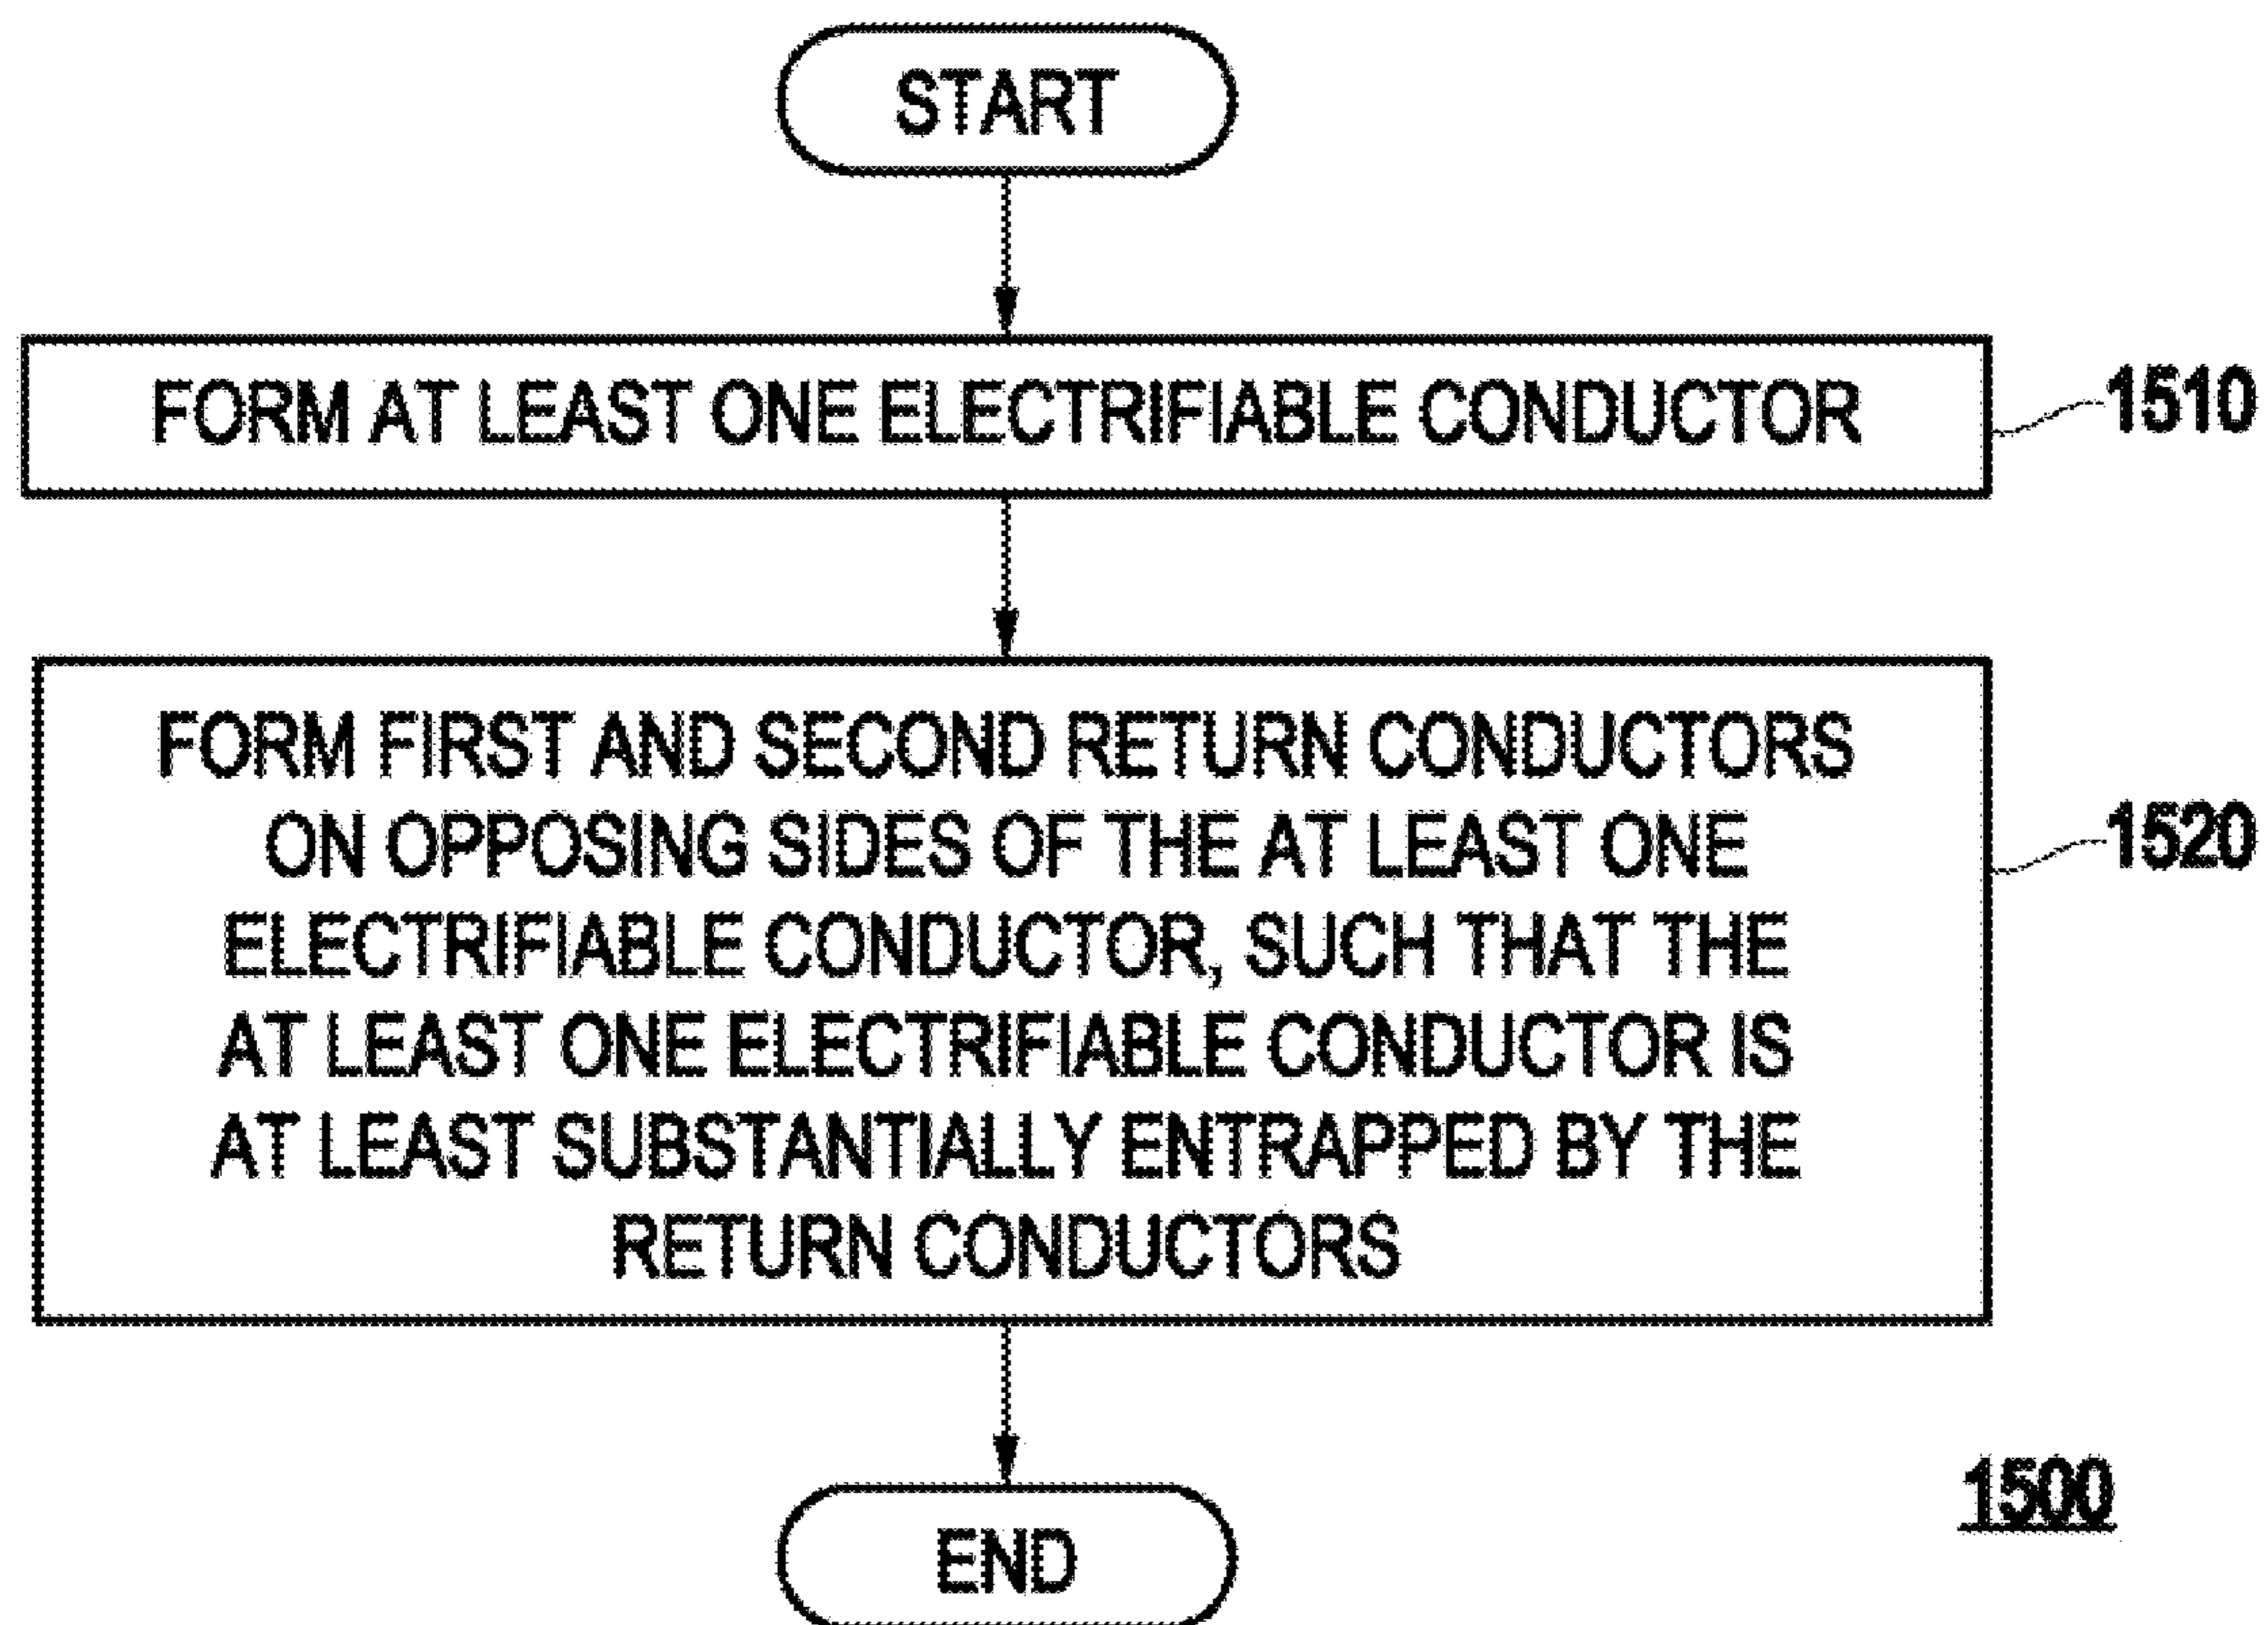 START
FORM AT LEAST ONE ELECTRIFIABLE CONDUCTOR
1510
FORM FIRST AND SECOND RETURN CONDUCTORS
ON OPPOSING SIDES OF THE AT LEAST ONE
ELECTRIFIABLE CONDUCTOR, SUCH THAT THE
AT LEAST ONE ELECTRIFIABLE CONDUCTOR IS
AT LEAST SUBSTANTIALLY ENTRAPPED BY THE
RETURN CONDUCTORS
1520
END
1500